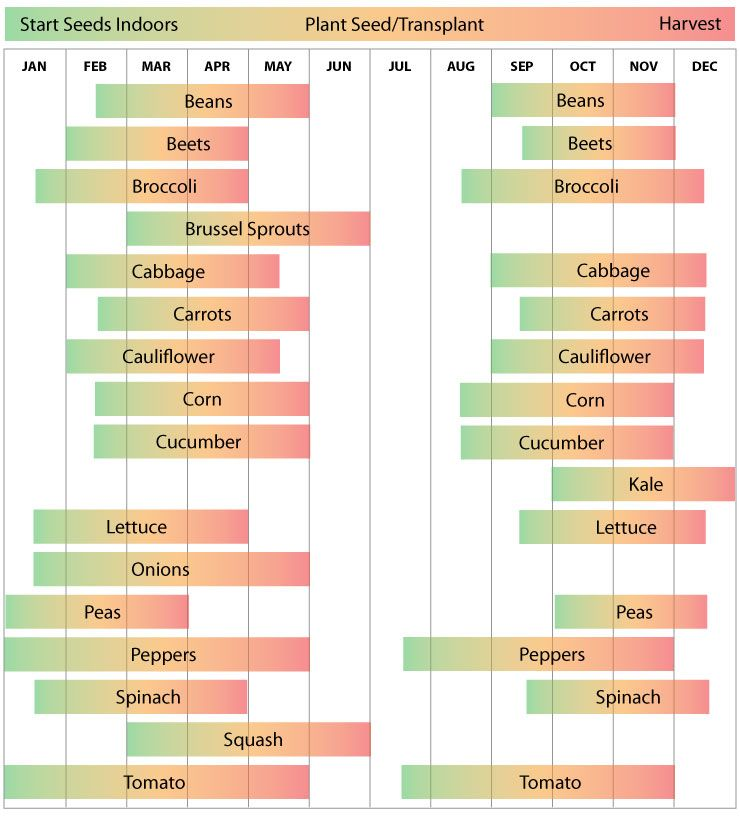 Start Seeds Indoors Plant Seed/Transplant Harvest
JAN FEB MAR APR MAY JUN JUL AUG SEP OCT NOV DEC
Beans Beans
Beets Beets
Broccoli Broccoli
Brussel Sprouts
Cabbage Cabbage
Carrots Carrots
Cauliflower Cauliflower
Corn Corn
Cucumber Cucumber
Kale
Lettuce Lettuce
Onions
Peas Peas
Peppers Peppers
Spinach Spinach
Squash
Tomato Tomato